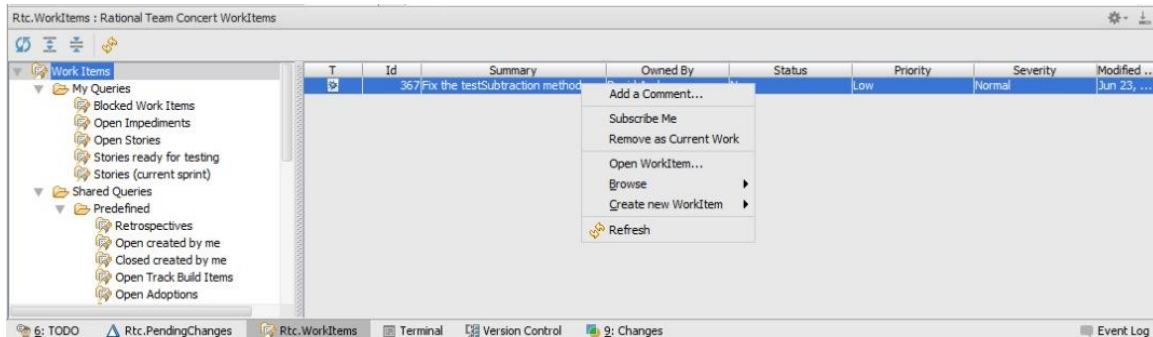 Rtc.WorkItems : Rational Team Concert WorkItems
Work Items
My Queries
Blocked Work Items
Open Impediments
Open Stories
Stories ready for testing
Stories (current sprint)
Shared Queries
Predefined
Retrospectives
Open created by me
Closed created by me
Open Track Build Items
Open Adoptions
T Id Summary Owned By Status Priority Severity Modified ..
367 Fix the testSubtraction method Low Normal Jun 23, ...
Add a Comment...
Subscribe Me
Remove as Current Work
Open WorkItem...
Browse
Create new WorkItem
Refresh
6: TODO Rtc.PendingChanges Rtc.WorkItems Terminal Version Control 9: Changes Event Log